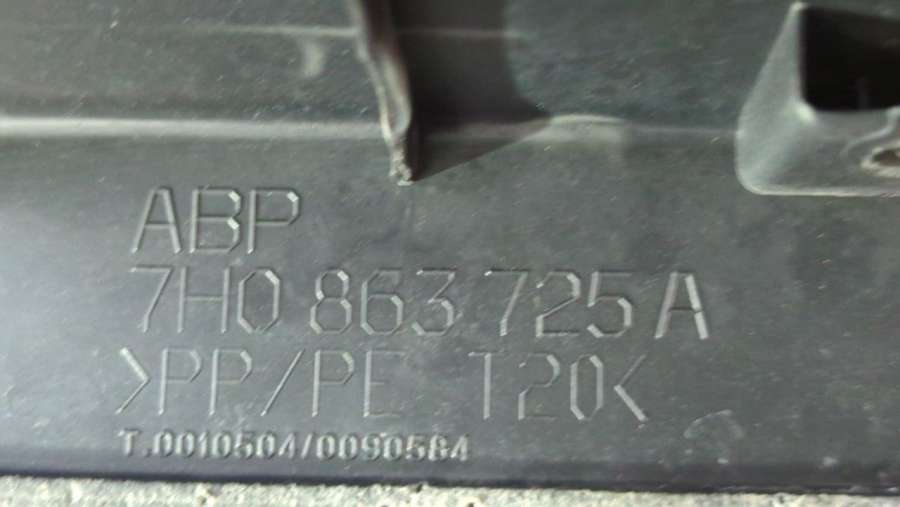 ABP
7H0 863 725 A
>PP/PE T20<
T.0010504/0090584